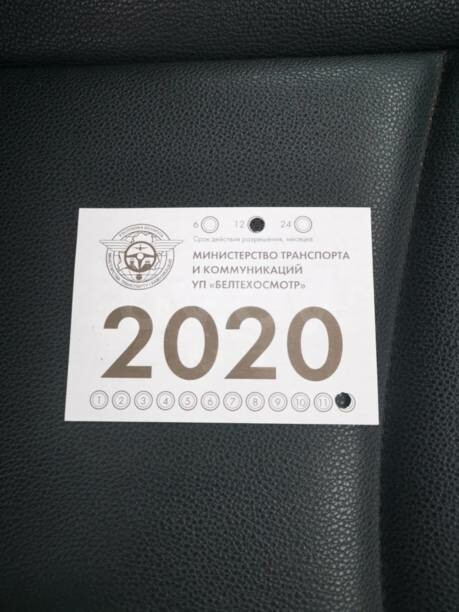 6 12 24
Срок действия разрешения, месяцев
МИНИСТЕРСТВО ТРАНСПОРТА
И КОММУНИКАЦИЙ
УП «БЕЛТЕХОСМОТР»
2020
1 2 3 4 5 6 7 8 9 10 11